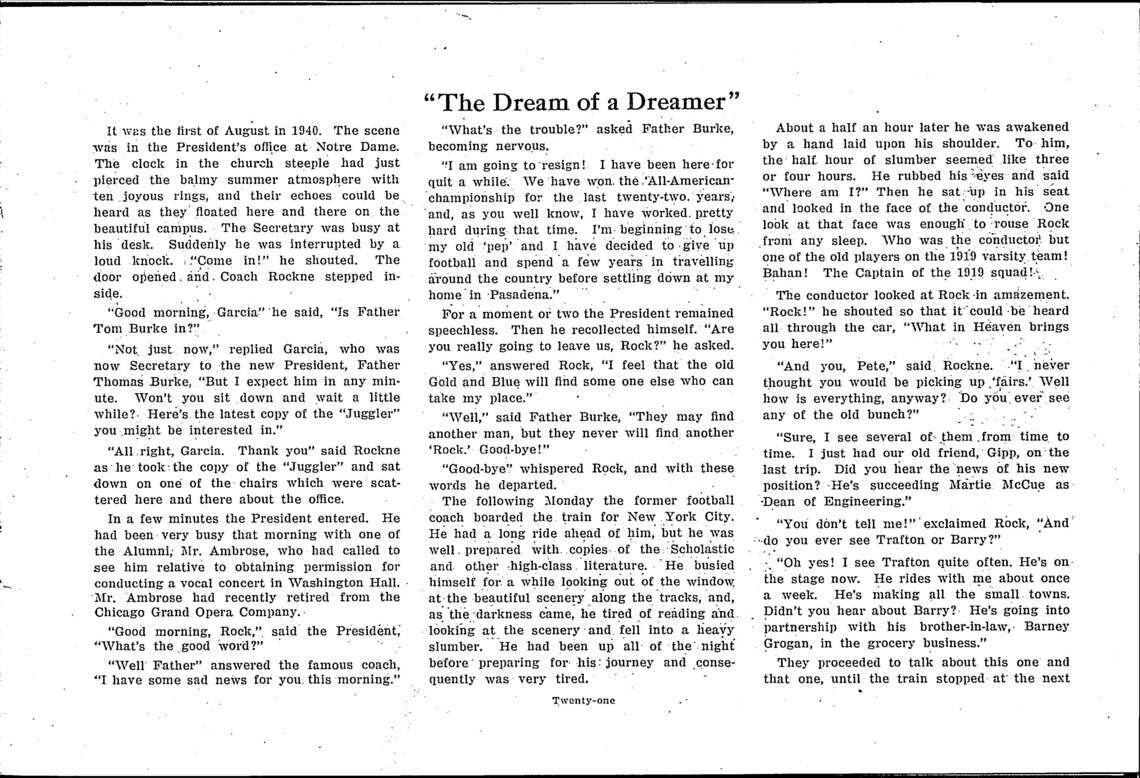 “The Dream of a Dreamer”
It was the first of August in 1940. The scene
was in the President's office at Notre Dame.
The clock in the church steeple had just
pierced the balmy summer atmosphere with
ten joyous rings, and their echoes could be
heard as they floated here and there on the
beautiful campus. The Secretary was busy at
his desk. Suddenly he was interrupted by a
loud knock. “Come in!” he shouted. The
door opened and Coach Rockne stepped in-
side.
“Good morning, Garcia” he said, “Is Father
Tom Burke in?”
“Not just now,” replied Garcia, who was
now Secretary to the new President, Father
Thomas Burke, “But I expect him in any min-
ute. Won't you sit down and wait a little
while? Here's the latest copy of the “Juggler”
you might be interested in.”
“All right, Garcia. Thank you” said Rockne
as he took the copy of the “Juggler” and sat
down on one of the chairs which were scat-
tered here and there about the office.
In a few minutes the President entered. He
had been very busy that morning with one of
the Alumni, Mr. Ambrose, who had called to
see him relative to obtaining permission for
conducting a vocal concert in Washington Hall.
Mr. Ambrose had recently retired from the
Chicago Grand Opera Company.
“Good morning, Rock,” said the President,
“What's the good word?”
“Well Father” answered the famous coach,
“I have some sad news for you this morning.”
“What's the trouble?” asked Father Burke,
becoming nervous.
“I am going to resign! I have been here for
quit a while. We have won the 'All-American
championship for the last twenty-two years,
and, as you well know, I have worked pretty
hard during that time. I'm beginning to lose
my old 'pep' and I have decided to give up
football and spend a few years in travelling
around the country before settling down at my
home in Pasadena.”
For a moment or two the President remained
speechless. Then he recollected himself. “Are
you really going to leave us, Rock?” he asked.
“Yes,” answered Rock, “I feel that the old
Gold and Blue will find some one else who can
take my place.”
“Well,” said Father Burke, “They may find
another man, but they never will find another
'Rock.' Good-bye!”
“Good-bye” whispered Rock, and with these
words he departed.
The following Monday the former football
coach boarded the train for New York City.
He had a long ride ahead of him, but he was
well prepared with copies of the Scholastic
and other high-class literature. He busied
himself for a while looking out of the window
at the beautiful scenery along the tracks, and,
as the darkness came, he tired of reading and
looking at the scenery and fell into a heavy
slumber. He had been up all of the night
before preparing for his journey and conse-
quently was very tired.
About a half an hour later he was awakened
by a hand laid upon his shoulder. To him,
the half hour of slumber seemed like three
or four hours. He rubbed his eyes and said
“Where am I?” Then he sat up in his seat
and looked in the face of the conductor. One
look at that face was enough to rouse Rock
from any sleep. Who was the conductor but
one of the old players on the 1919 varsity team!
Bahan! The Captain of the 1919 squad!
The conductor looked at Rock in amazement.
“Rock!” he shouted so that it could be heard
all through the car, “What in Heaven brings
you here!”
“And you, Pete,” said Rockne. “I never
thought you would be picking up 'fairs.' Well
how is everything, anyway? Do you ever see
any of the old bunch?”
“Sure, I see several of them from time to
time. I just had our old friend, Gipp, on the
last trip. Did you hear the news of his new
position? He's succeeding Martie McCue as
Dean of Engineering.”
“You don't tell me!” exclaimed Rock, “And
do you ever see Trafton or Barry?”
“Oh yes! I see Trafton quite often. He's on
the stage now. He rides with me about once
a week. He's making all the small towns.
Didn't you hear about Barry? He's going into
partnership with his brother-in-law, Barney
Grogan, in the grocery business.”
They proceeded to talk about this one and
that one, until the train stopped at the next
Twenty-one